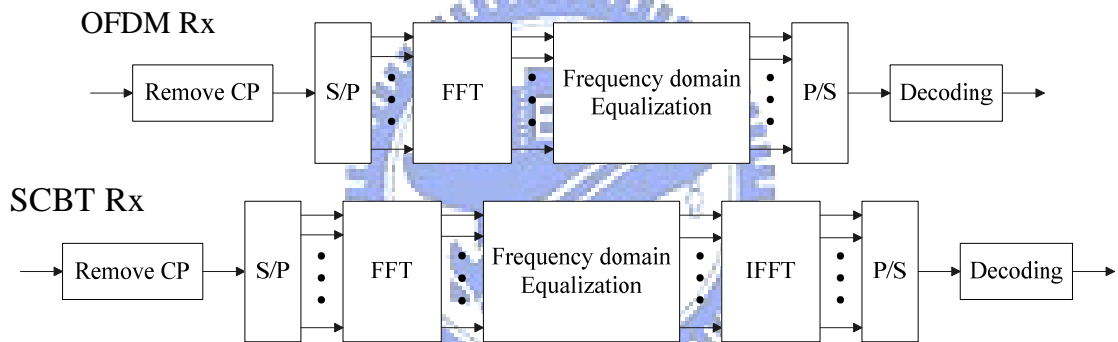 OFDM Rx
Remove CP
S/P
FFT
Frequency domain
Equalization
P/S
Decoding
SCBT Rx
Remove CP
S/P
FFT
Frequency domain
Equalization
IFFT
P/S
Decoding